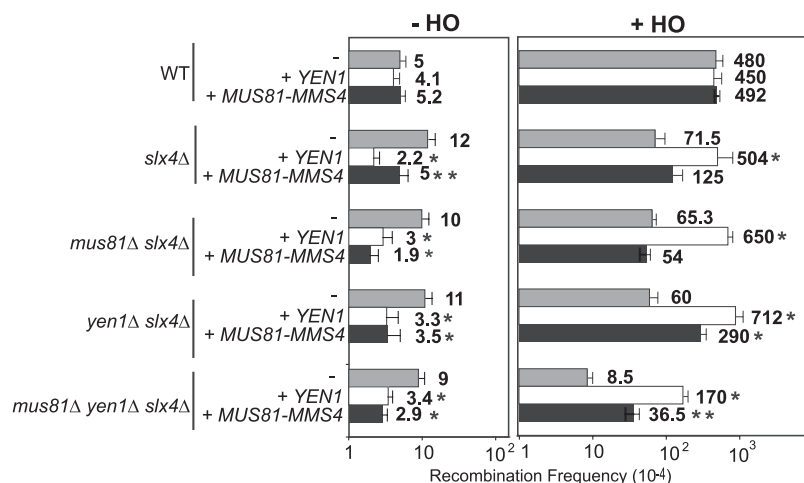 - HO
+ HO
WT
-
5
480
+ YEN1
4.1
450
+ MUS81-MMS4
5.2
492
slx4Δ
-
12
71.5
+ YEN1
2.2 *
504 *
+ MUS81-MMS4
5 **
125
mus81Δ slx4Δ
-
10
65.3
+ YEN1
3 *
650 *
+ MUS81-MMS4
1.9 *
54
yen1Δ slx4Δ
-
11
60
+ YEN1
3.3 *
712 *
+ MUS81-MMS4
3.5 *
290 *
mus81Δ yen1Δ slx4Δ
-
9
8.5
+ YEN1
3.4 *
170 *
+ MUS81-MMS4
2.9 *
36.5 **
1 10 10² 1 10 10² 10³
Recombination Frequency (10⁻⁴)